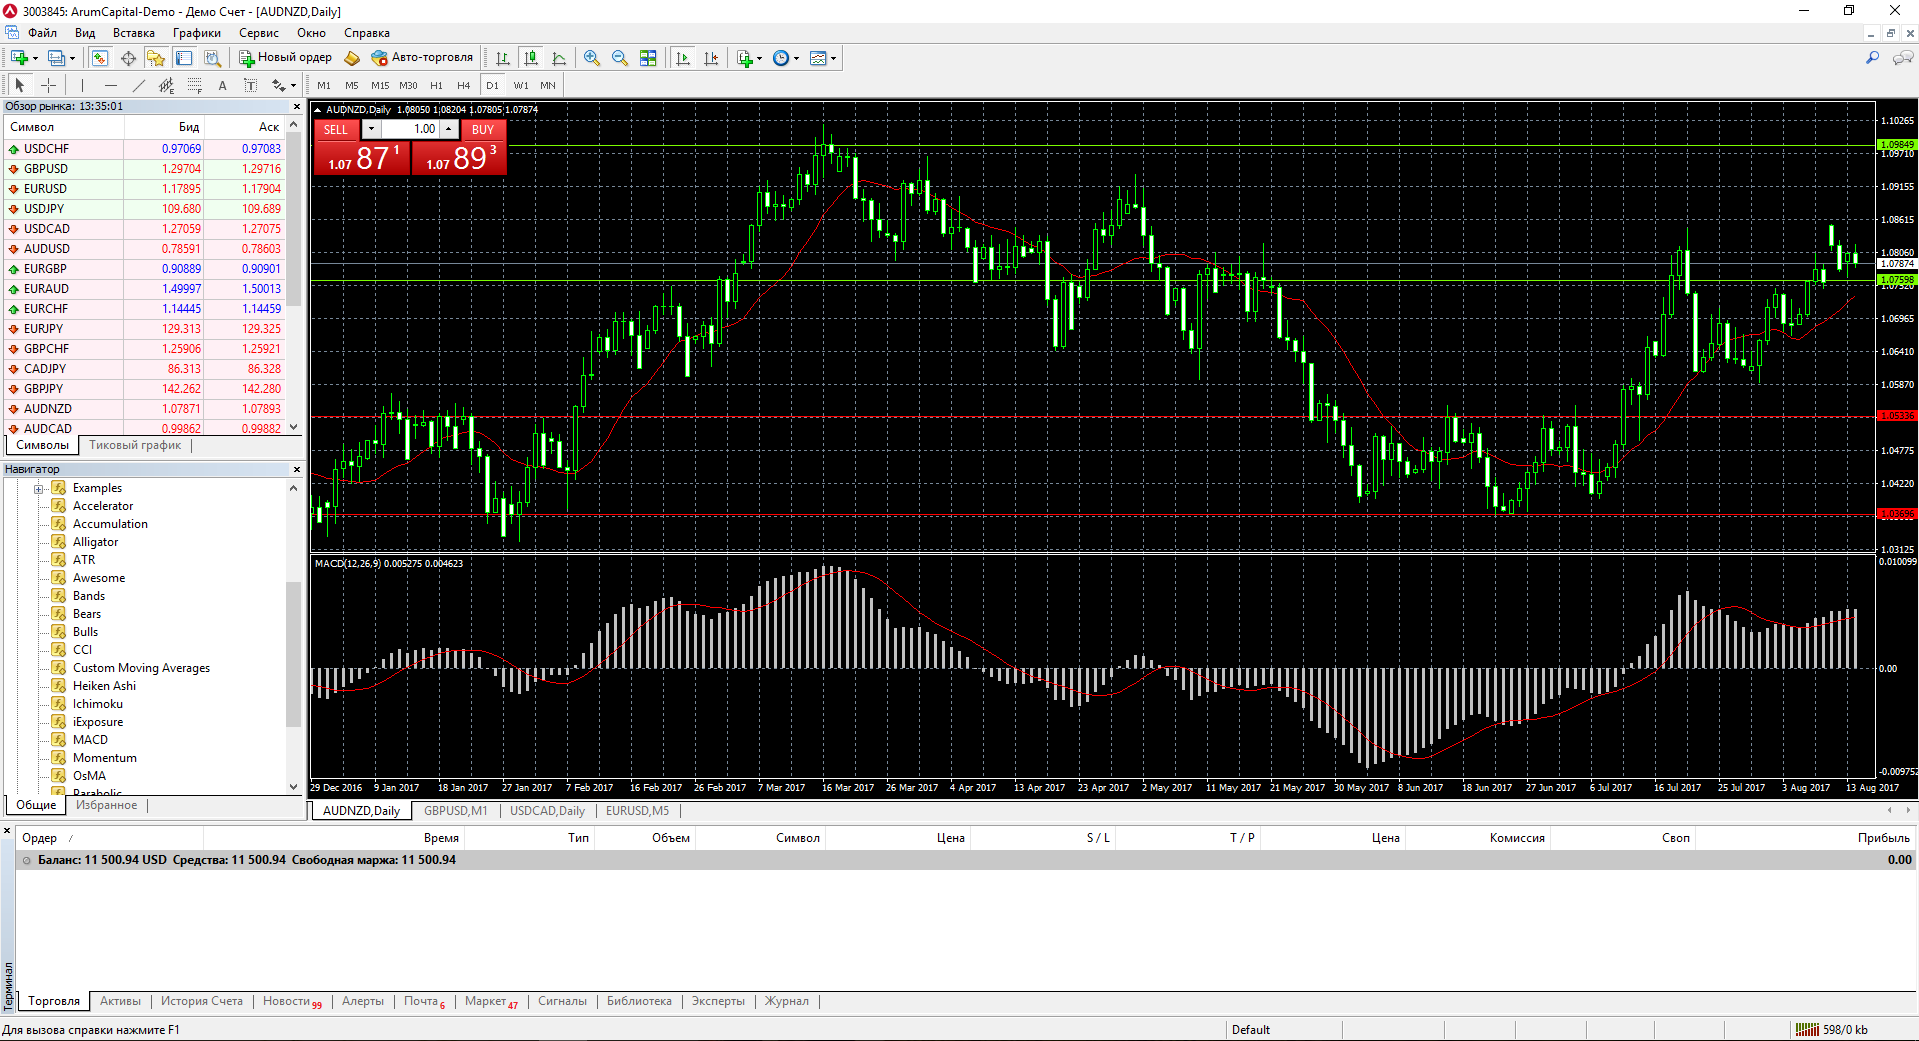 3003845: ArumCapital-Demo - Демо Счет - [AUDNZD,Daily]
Файл Вид Вставка Графики Сервис Окно Справка
Новый ордер Авто-торговля
A T M1 M5 M15 M30 H1 H4 D1 W1 MN
Обзор рынка: 13:35:01
Символ Бид Аск
USDCHF 0.97069 0.97083
GBPUSD 1.29704 1.29716
EURUSD 1.17895 1.17904
USDJPY 109.680 109.689
USDCAD 1.27059 1.27075
AUDUSD 0.78591 0.78603
EURGBP 0.90889 0.90901
EURAUD 1.49997 1.50013
EURCHF 1.14445 1.14459
EURJPY 129.313 129.325
GBPCHF 1.25906 1.25921
CADJPY 86.313 86.328
GBPJPY 142.262 142.280
AUDNZD 1.07871 1.07893
AUDCAD 0.99862 0.99882
Символы Тиковый график
Навигатор
Examples
Accelerator
Accumulation
Alligator
ATR
Awesome
Bands
Bears
Bulls
CCI
Custom Moving Averages
Heiken Ashi
Ichimoku
iExposure
MACD
Momentum
OsMA
Parabolic
Общие Избранное
AUDNZD,Daily 1.08050 1.08204 1.07805 1.07874
SELL 1.00 BUY
1.07 87 1 1.07 89 3
1.10265
1.09849
1.09710
1.09155
1.08615
1.08060
1.07874
1.07598
1.07520
1.06965
1.06410
1.05870
1.05336
1.04775
1.04220
1.03696
1.03125
MACD(12,26,9) 0.005275 0.004623
0.010099
0.00
-0.009752
29 Dec 2016 9 Jan 2017 18 Jan 2017 27 Jan 2017 7 Feb 2017 16 Feb 2017 26 Feb 2017 7 Mar 2017 16 Mar 2017 26 Mar 2017 4 Apr 2017 13 Apr 2017 23 Apr 2017 2 May 2017 11 May 2017 21 May 2017 30 May 2017 8 Jun 2017 18 Jun 2017 27 Jun 2017 6 Jul 2017 16 Jul 2017 25 Jul 2017 3 Aug 2017 13 Aug 2017
AUDNZD,Daily GBPUSD,M1 USDCAD,Daily EURUSD,M5
Ордер / Время Тип Объем Символ Цена S / L T / P Цена Комиссия Своп Прибыль
Баланс: 11 500.94 USD Средства: 11 500.94 Свободная маржа: 11 500.94 0.00
Терминал
Торговля Активы История Счета Новости 99 Алерты Почта 6 Маркет 47 Сигналы Библиотека Эксперты Журнал
Для вызова справки нажмите F1 Default 598/0 kb